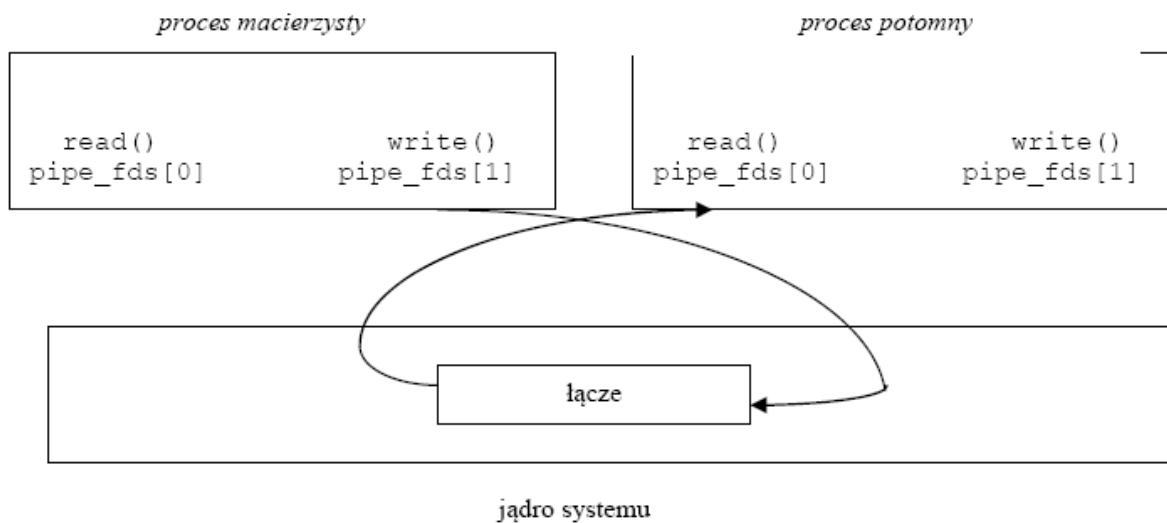 proces macierzysty
proces potomny
read()
write()
pipe_fds[0]
pipe_fds[1]
read()
write()
pipe_fds[0]
pipe_fds[1]
łącze
jądro systemu